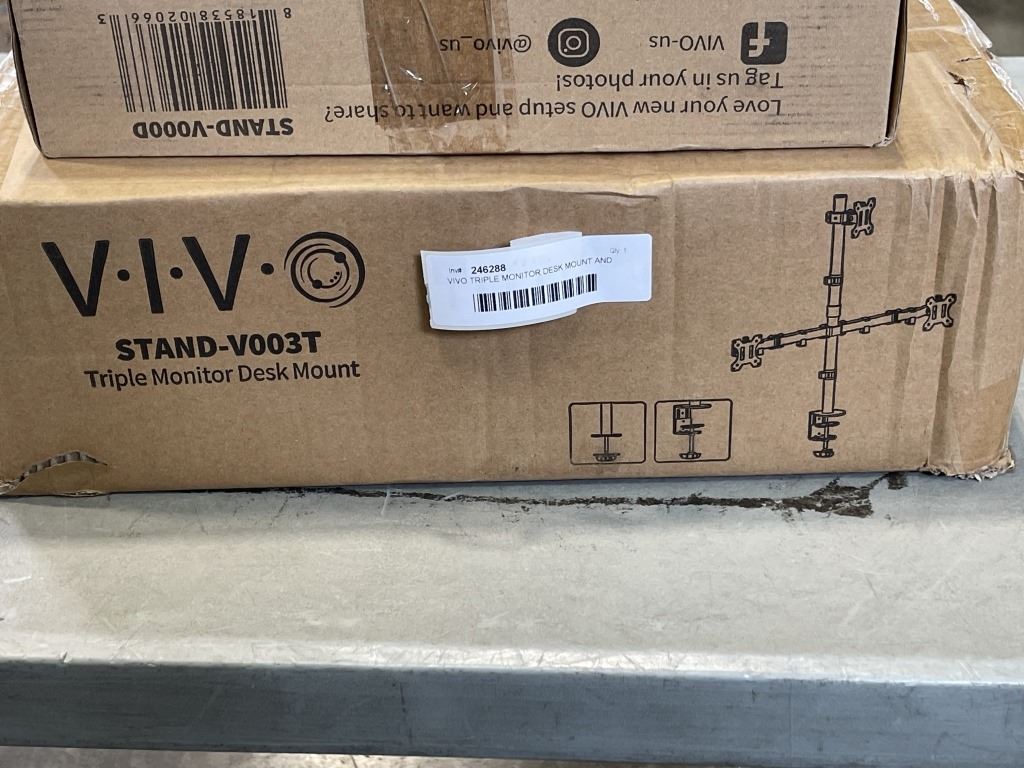 Love your new VIVO setup and want to share?
Tag us in your photos!
VIVO-us
@vivo_us
STAND-V000D
8 18538 02066 3
V·I·V·O
STAND-V003T
Triple Monitor Desk Mount
Inv# 246288
Qty: 1
VIVO TRIPLE MONITOR DESK MOUNT AND